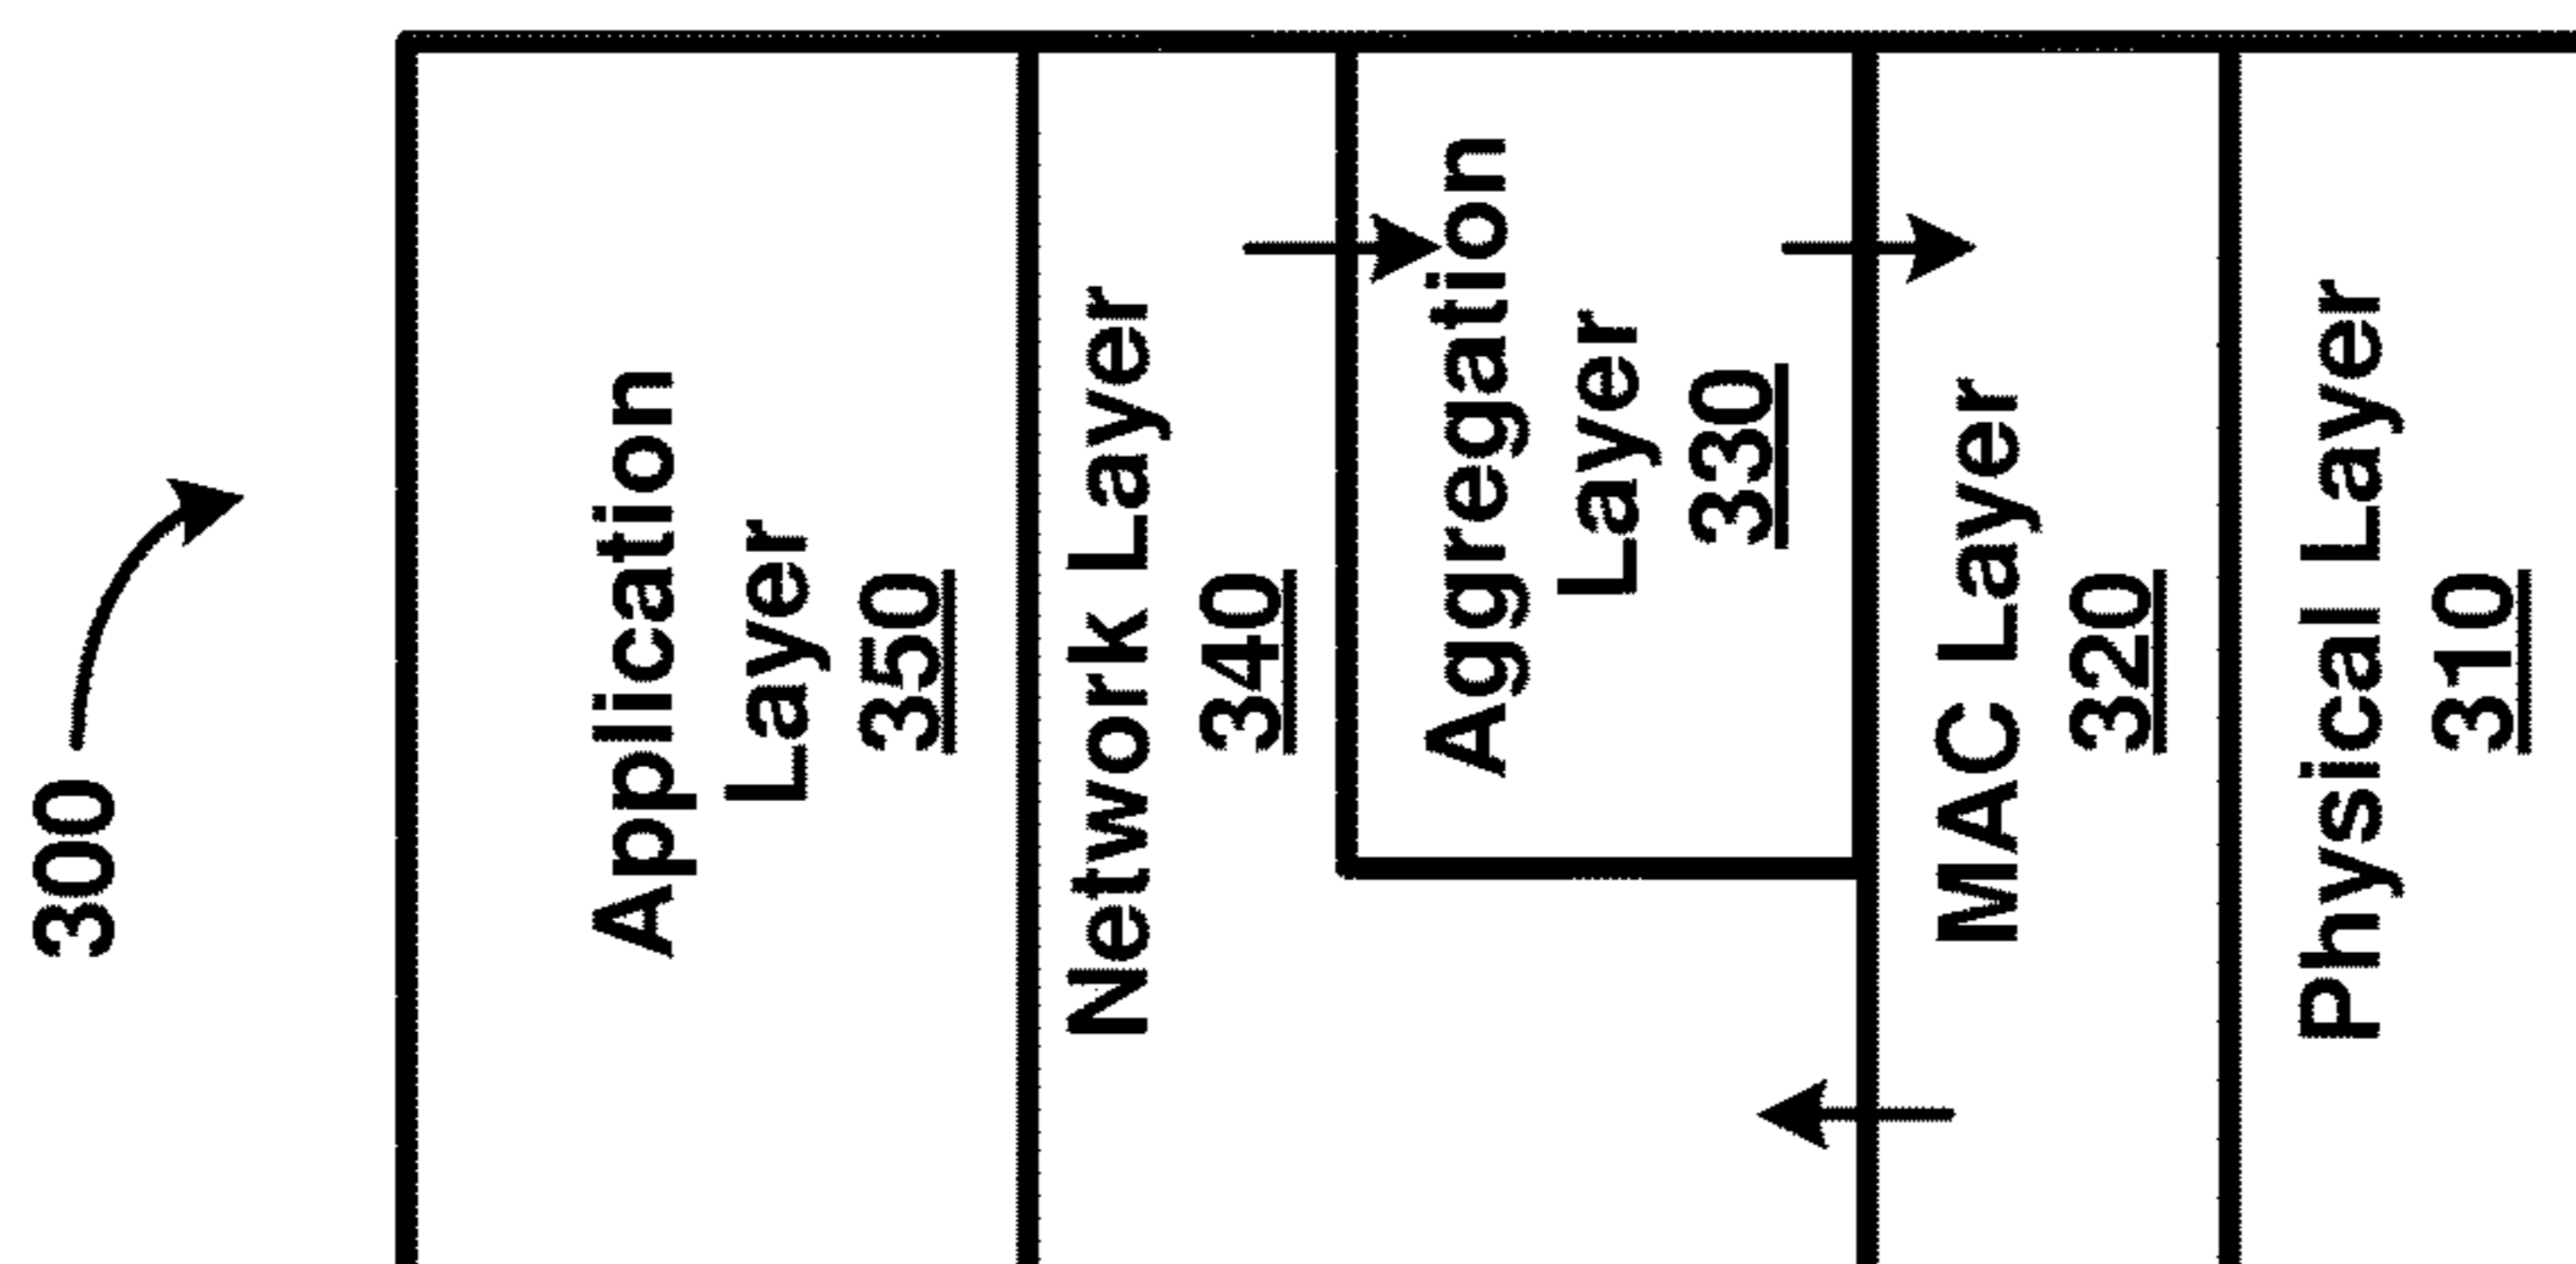 300
Application
Layer
350
Network Layer
340
Aggregation
Layer
330
MAC Layer
320
Physical Layer
310